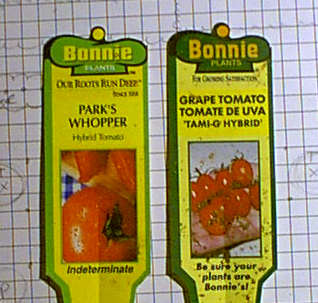 Bonnie
PLANTS
OUR ROOTS RUN DEEP
SINCE 1918
PARK'S
WHOPPER
Hybrid Tomato
Indeterminate
Bonnie
PLANTS
FOR GROWING SATISFACTION
GRAPE TOMATO
TOMATE DE UVA
'TAMI-G HYBRID'
Be sure your
plants are
Bonnie's!